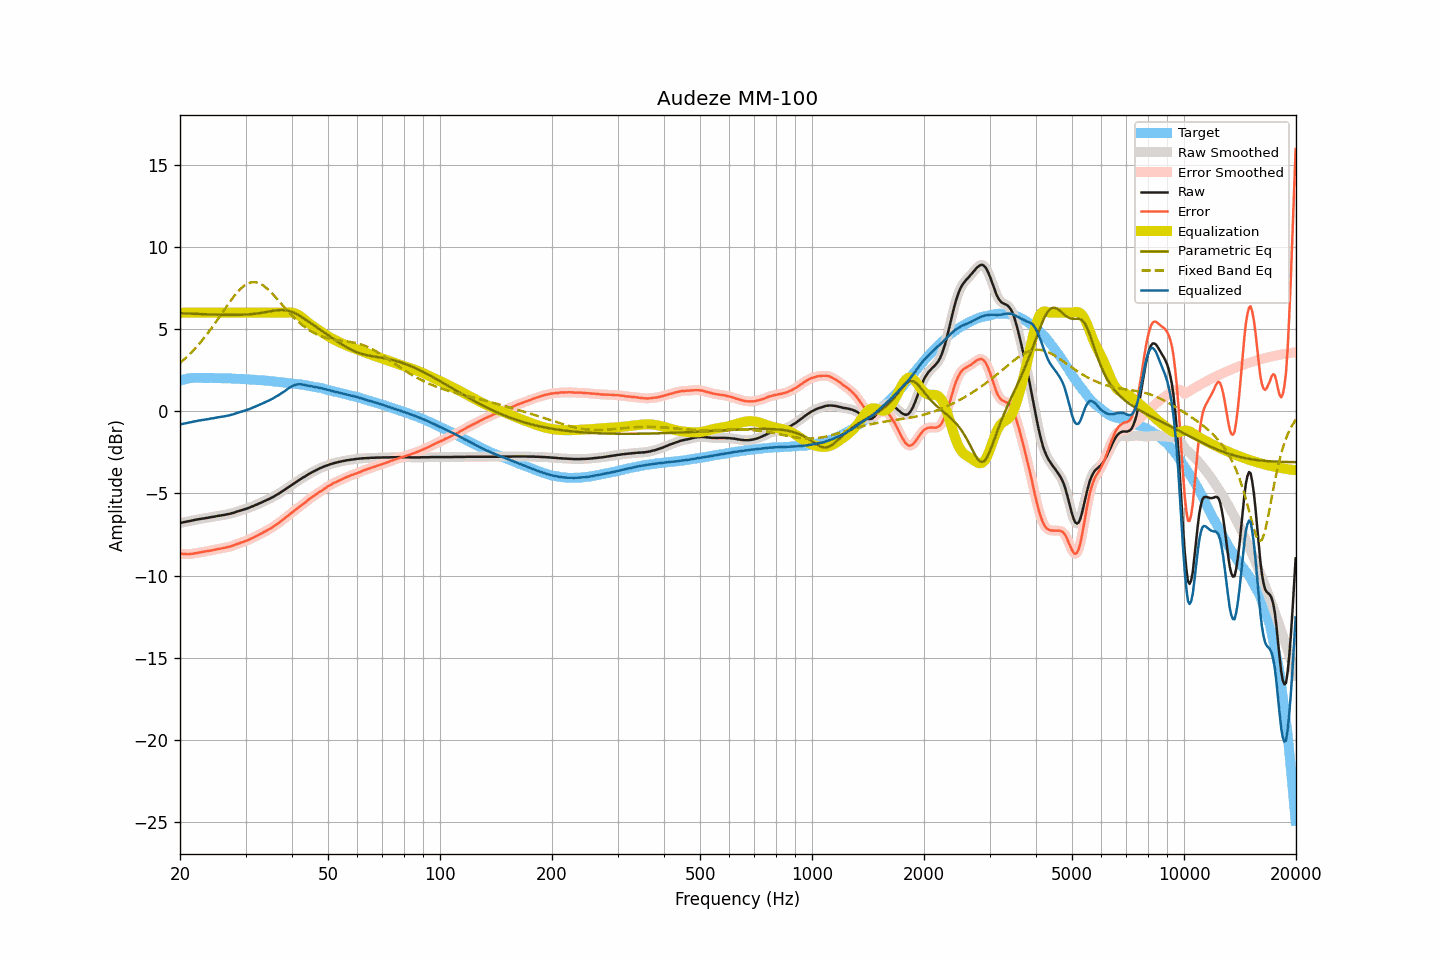 Audeze MM-100
Target
Raw Smoothed
Error Smoothed
Raw
Error
Equalization
Parametric Eq
Fixed Band Eq
Equalized
15
10
5
0
−5
−10
−15
−20
−25
Amplitude (dBr)
20 50 100 200 500 1000 2000 5000 10000 20000
Frequency (Hz)